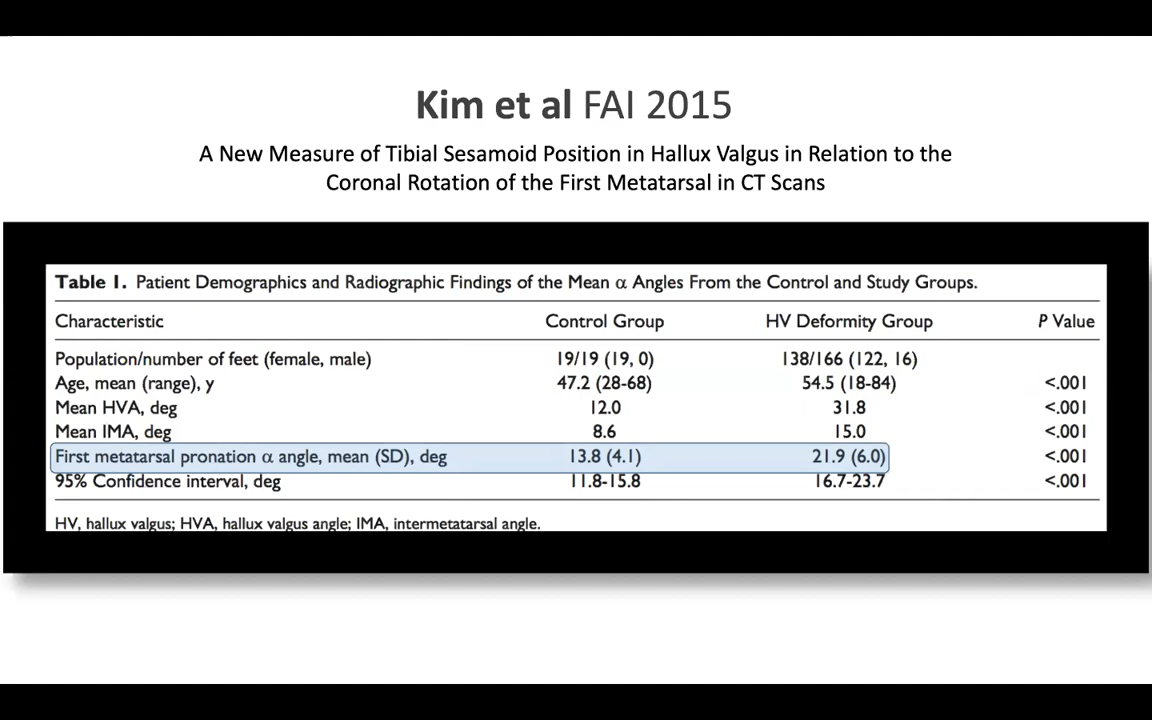 Kim et al FAI 2015
A New Measure of Tibial Sesamoid Position in Hallux Valgus in Relation to the
Coronal Rotation of the First Metatarsal in CT Scans
Table 1. Patient Demographics and Radiographic Findings of the Mean α Angles From the Control and Study Groups.
Characteristic Control Group HV Deformity Group P Value
Population/number of feet (female, male) 19/19 (19, 0) 138/166 (122, 16)
Age, mean (range), y 47.2 (28-68) 54.5 (18-84) <.001
Mean HVA, deg 12.0 31.8 <.001
Mean IMA, deg 8.6 15.0 <.001
First metatarsal pronation α angle, mean (SD), deg 13.8 (4.1) 21.9 (6.0) <.001
95% Confidence interval, deg 11.8-15.8 16.7-23.7 <.001
HV, hallux valgus; HVA, hallux valgus angle; IMA, intermetatarsal angle.